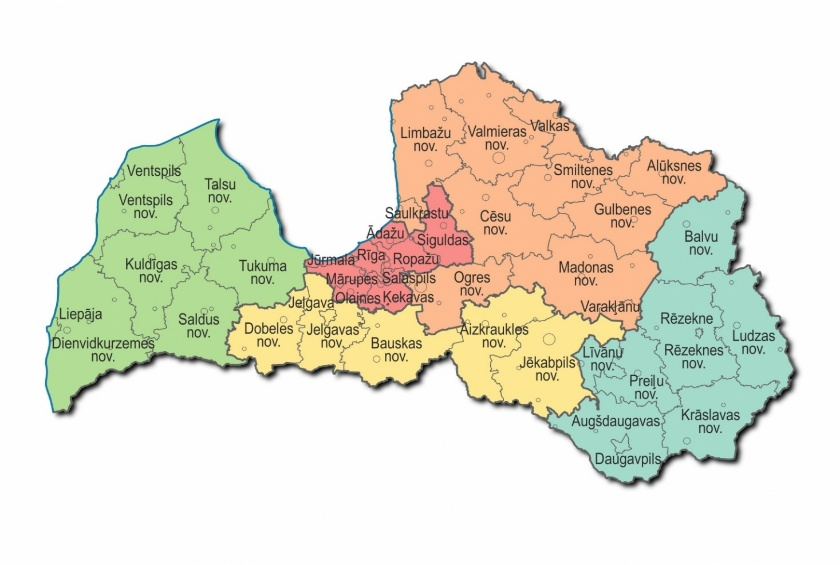 Ventspils
Ventspils
nov.
Talsu
nov.
Kuldīgas
nov.
Tukuma
nov.
Liepāja
Dienvidkurzemes
nov.
Saldus
nov.
Limbažu
nov.
Valmieras
nov.
Valkas
Smiltenes
nov.
Alūksnes
nov.
Cēsu
nov.
Gulbenes
nov.
Saulkrastu
Ādažu
Siguldas
Jūrmala
Rīga
Ropažu
Mārupes
Salaspils
Olaines
Ķekavas
Ogres
nov.
Madonas
nov.
Varakļānu
Jelgava
Dobeles
nov.
Jelgavas
nov.
Bauskas
nov.
Aizkraukles
nov.
Jēkabpils
nov.
Balvu
nov.
Rēzekne
Rēzeknes
nov.
Ludzas
nov.
Līvānu
nov.
Preiļu
nov.
Krāslavas
nov.
Augšdaugavas
nov.
Daugavpils